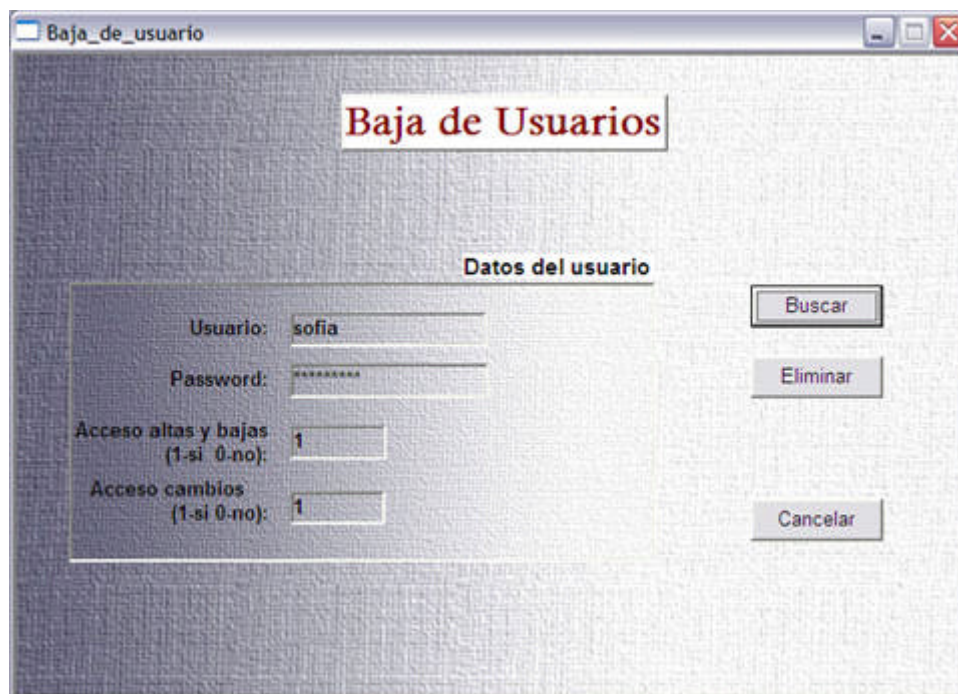 Baja_de_usuario
Baja de Usuarios
Datos del usuario
Usuario: sofia
Password: *********
Acceso altas y bajas
(1-si 0-no): 1
Acceso cambios
(1-si 0-no): 1
Buscar
Eliminar
Cancelar